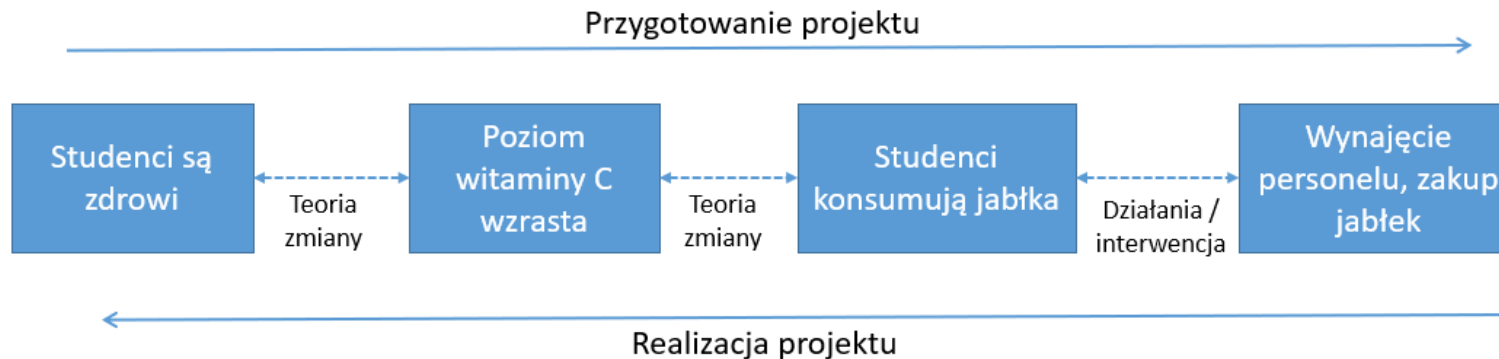 Przygotowanie projektu
Studenci są
zdrowi
Teoria
zmiany
Poziom
witaminy C
wzrasta
Teoria
zmiany
Studenci
konsumują jabłka
Działania /
interwencja
Wynajęcie
personelu, zakup
jabłek
Realizacja projektu